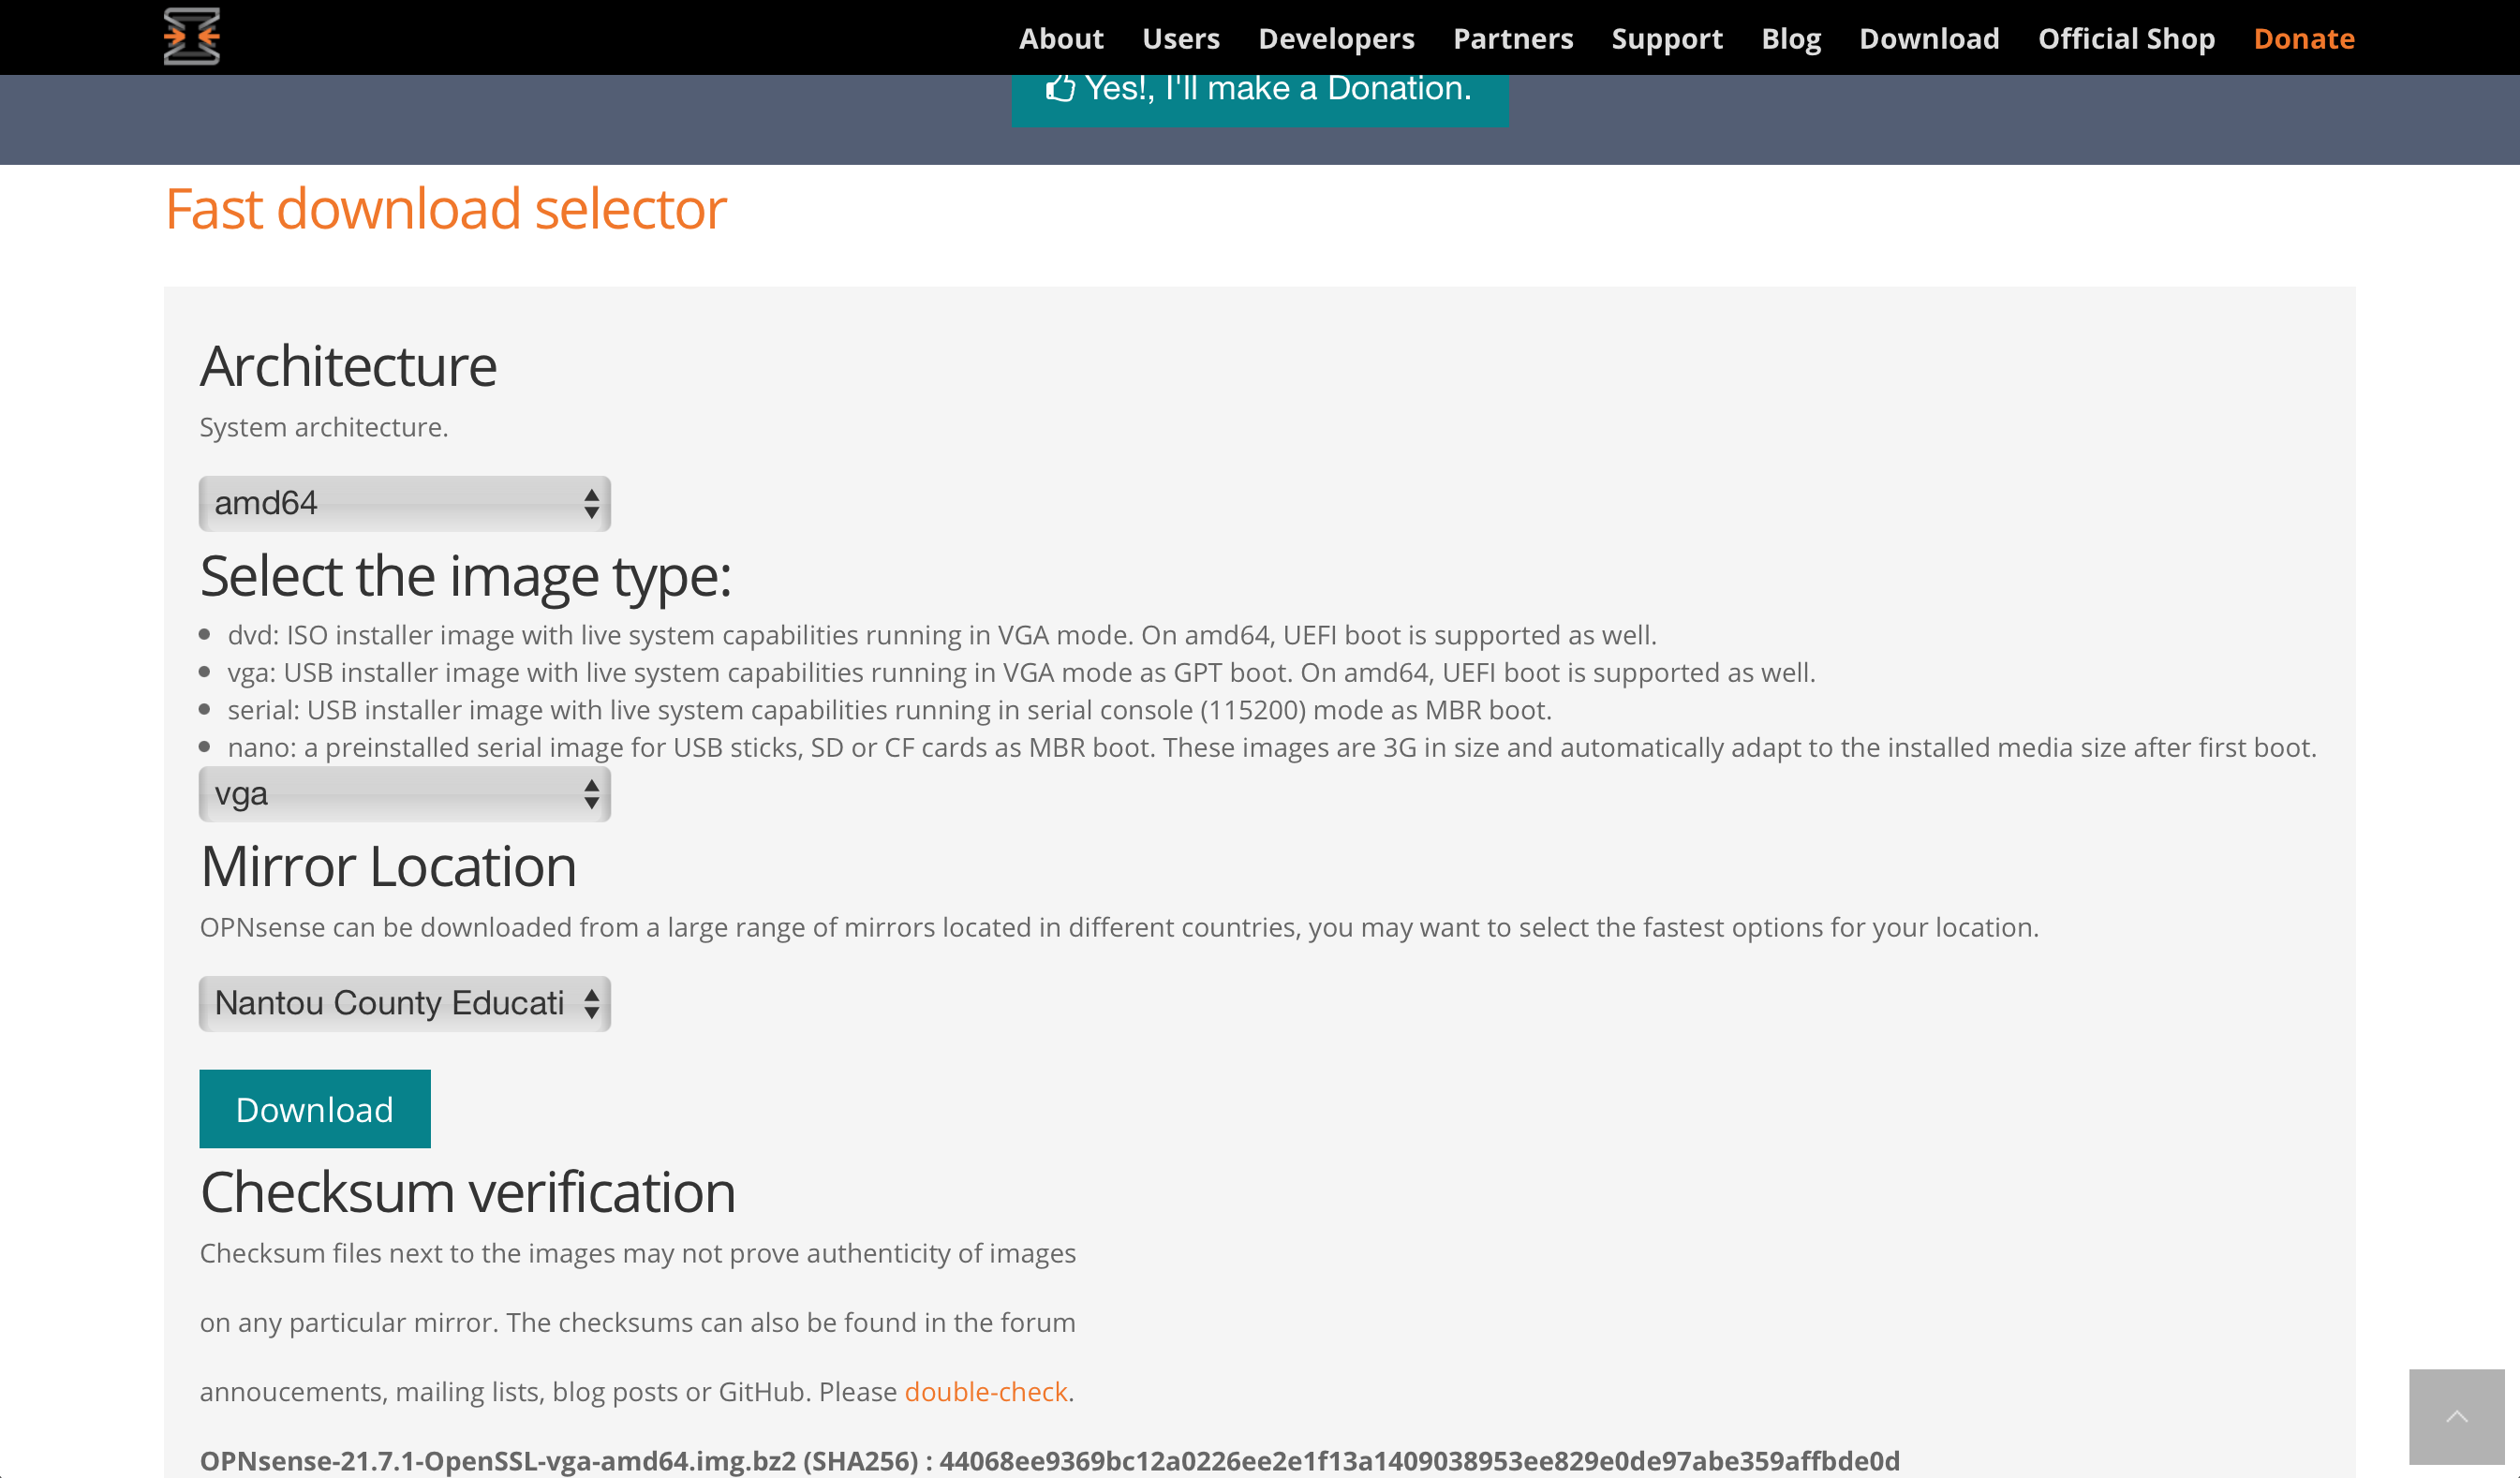 About Users Developers Partners Support Blog Download Official Shop Donate
Yes!, I'll make a Donation.
Fast download selector
Architecture
System architecture.
amd64
Select the image type:
dvd: ISO installer image with live system capabilities running in VGA mode. On amd64, UEFI boot is supported as well.
vga: USB installer image with live system capabilities running in VGA mode as GPT boot. On amd64, UEFI boot is supported as well.
serial: USB installer image with live system capabilities running in serial console (115200) mode as MBR boot.
nano: a preinstalled serial image for USB sticks, SD or CF cards as MBR boot. These images are 3G in size and automatically adapt to the installed media size after first boot.
vga
Mirror Location
OPNsense can be downloaded from a large range of mirrors located in different countries, you may want to select the fastest options for your location.
Nantou County Educati
Download
Checksum verification
Checksum files next to the images may not prove authenticity of images
on any particular mirror. The checksums can also be found in the forum
annoucements, mailing lists, blog posts or GitHub. Please double-check.
OPNsense-21.7.1-OpenSSL-vga-amd64.img.bz2 (SHA256) : 44068ee9369bc12a0226ee2e1f13a1409038953ee829e0de97abe359affbde0d